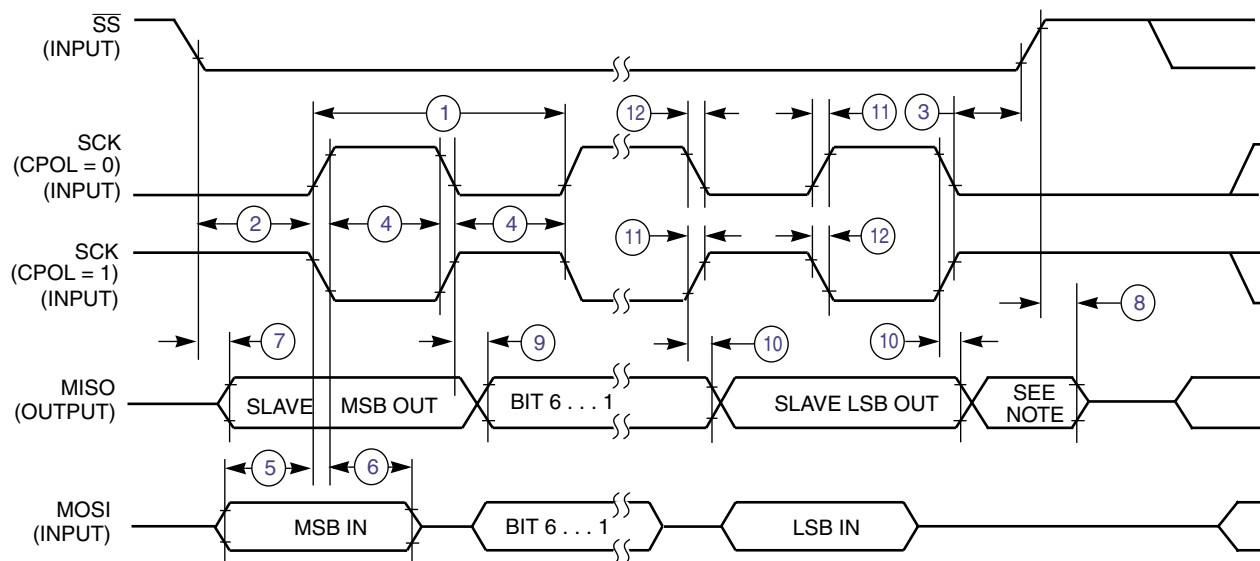 SS
(INPUT)
1
12
11
3
SCK
(CPOL = 0)
(INPUT)
2
4
4
11
12
SCK
(CPOL = 1)
(INPUT)
7
9
10
10
8
MISO
(OUTPUT)
SLAVE MSB OUT
BIT 6 . . . 1
SLAVE LSB OUT
SEE
NOTE
5
6
MOSI
(INPUT)
MSB IN
BIT 6 . . . 1
LSB IN